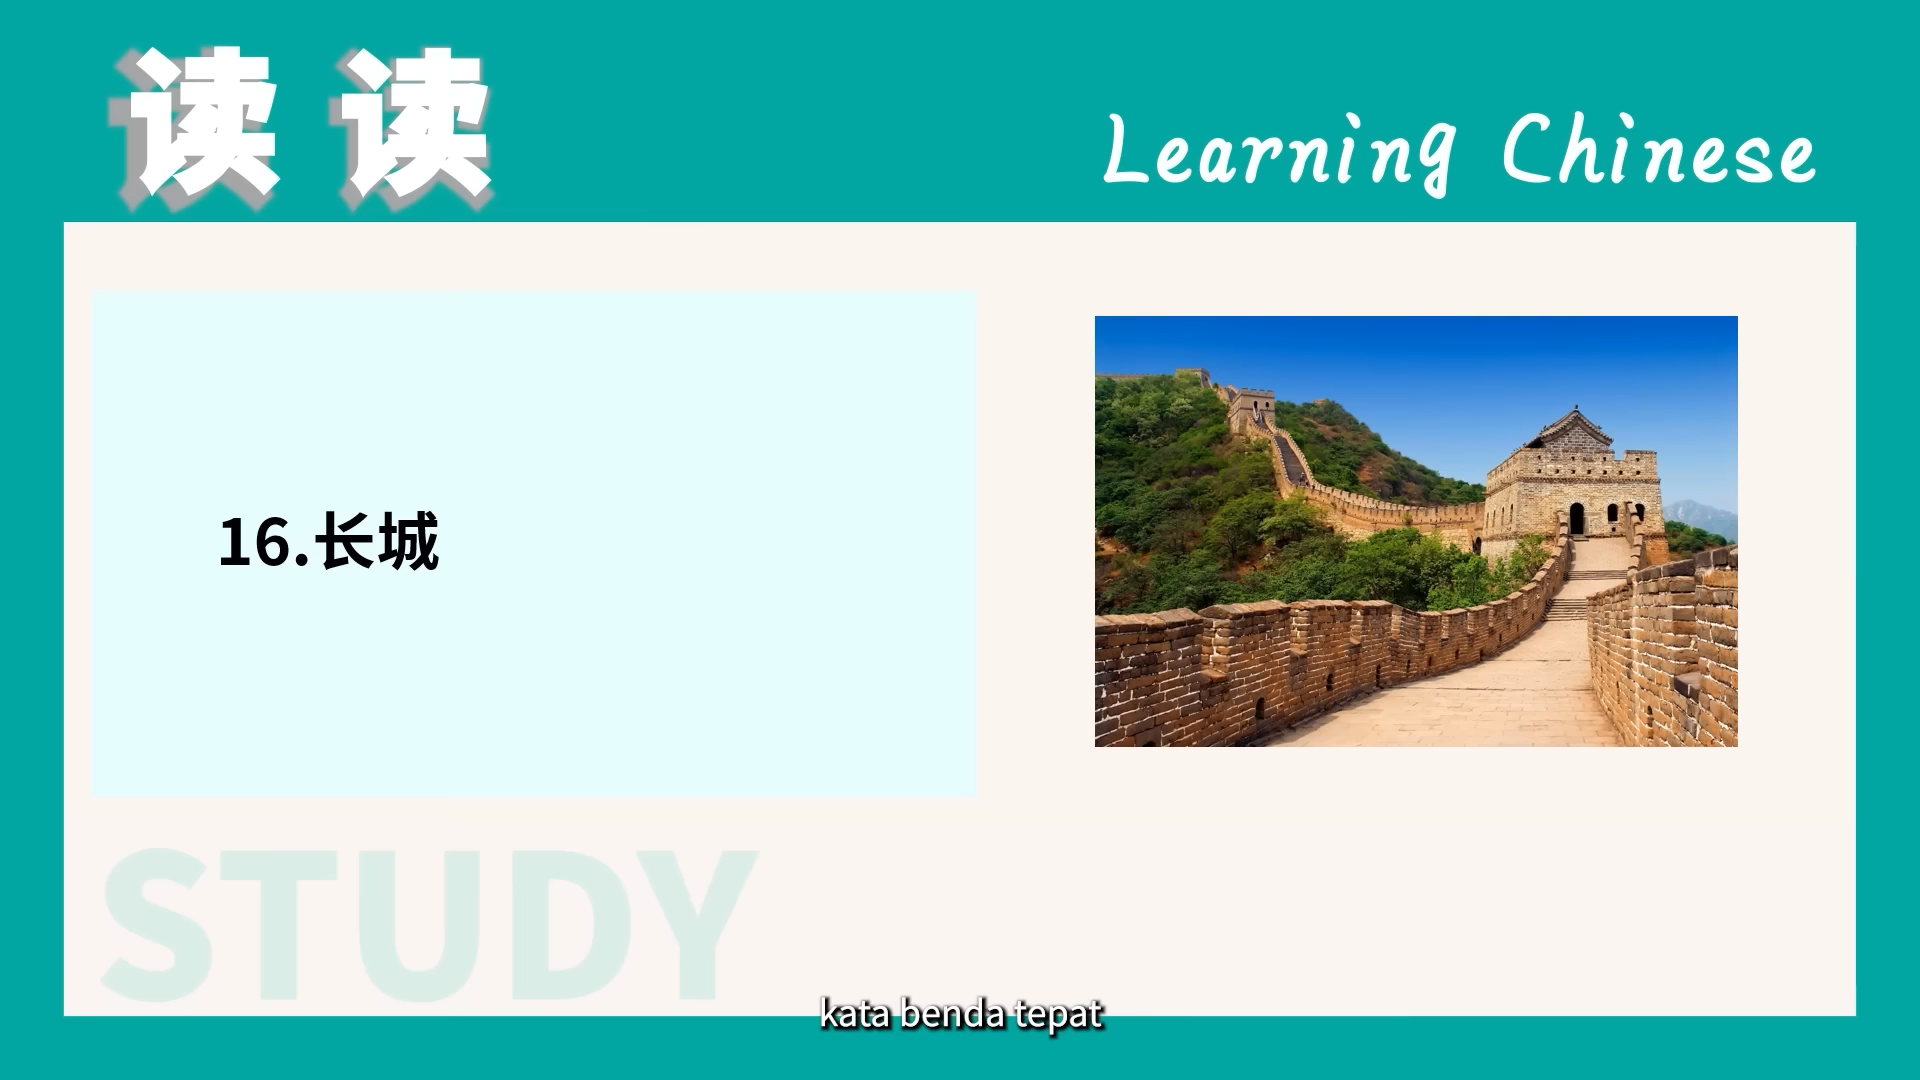 读读
Learning Chinese
16.长城
STUDY
kata benda tepat